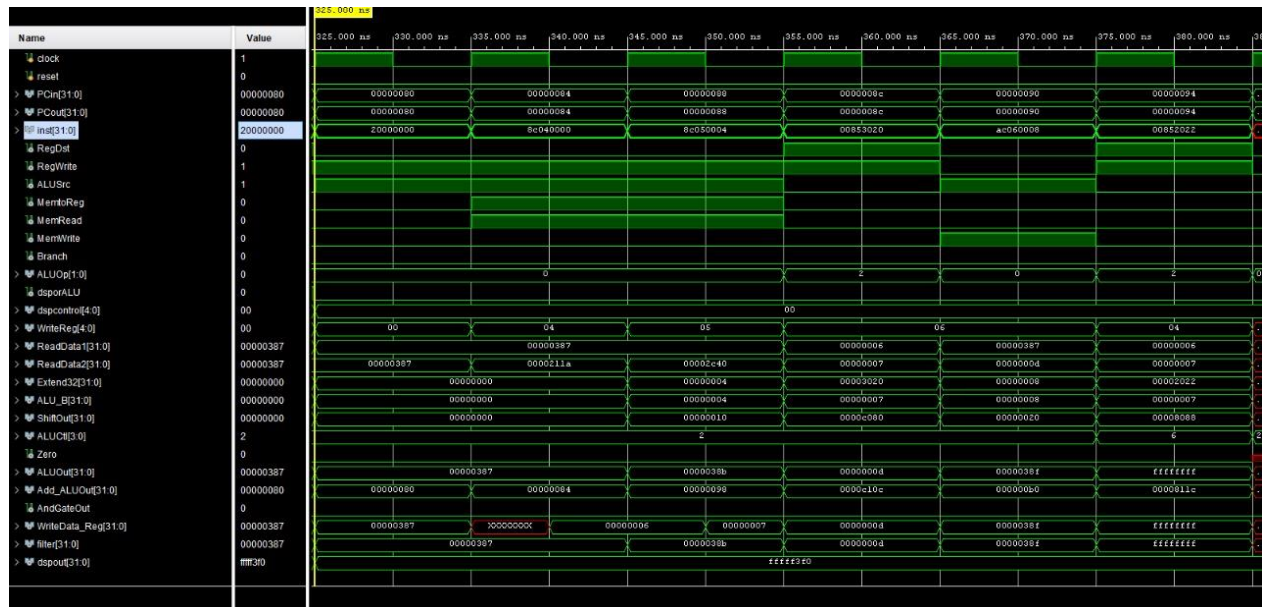 325.000 ns
Name Value 325.000 ns 330.000 ns 335.000 ns 340.000 ns 345.000 ns 350.000 ns 355.000 ns 360.000 ns 365.000 ns 370.000 ns 375.000 ns 380.000 ns
clock 1
reset 0
PCin[31:0] 00000080 00000080 00000084 00000088 0000008c 00000090 00000094
PCout[31:0] 00000080 00000080 00000084 00000088 0000008c 00000090 00000094
inst[31:0] 20000000 20000000 8c040000 8c050004 00853020 ac060008 00852022
RegDst 0
RegWrite 1
ALUSrc 1
MemtoReg 0
MemRead 0
MemWrite 0
Branch 0
ALUOp[1:0] 0 0 2 0 2 0
dsporALU 0
dspcontrol[4:0] 00 00
WriteReg[4:0] 00 00 04 05 06 04
ReadData1[31:0] 00000387 00000387 00000006 00000387 00000006
ReadData2[31:0] 00000387 00000387 0000211a 00002c40 00000007 0000000d 00000007
Extend32[31:0] 00000000 00000000 00000004 00003020 00000008 00002022
ALU_B[31:0] 00000000 00000000 00000004 00000007 00000008 00000007
ShiftOut[31:0] 00000000 00000000 00000010 0000c080 00000020 00008088
ALUCtl[3:0] 2 2 6 2
Zero 0
ALUOut[31:0] 00000387 00000387 0000038b 0000000d 0000038f ffffffff
Add_ALUOut[31:0] 00000080 00000080 00000084 00000098 0000c10c 000000b0 0000811c
AndGateOut 0
WriteData_Reg[31:0] 00000387 00000387 XXXXXXXX 00000006 00000007 0000000d 0000038f ffffffff
filter[31:0] 00000387 00000387 0000038b 0000000d 0000038f ffffffff
dspout[31:0] fffff3f0 fffff3f0